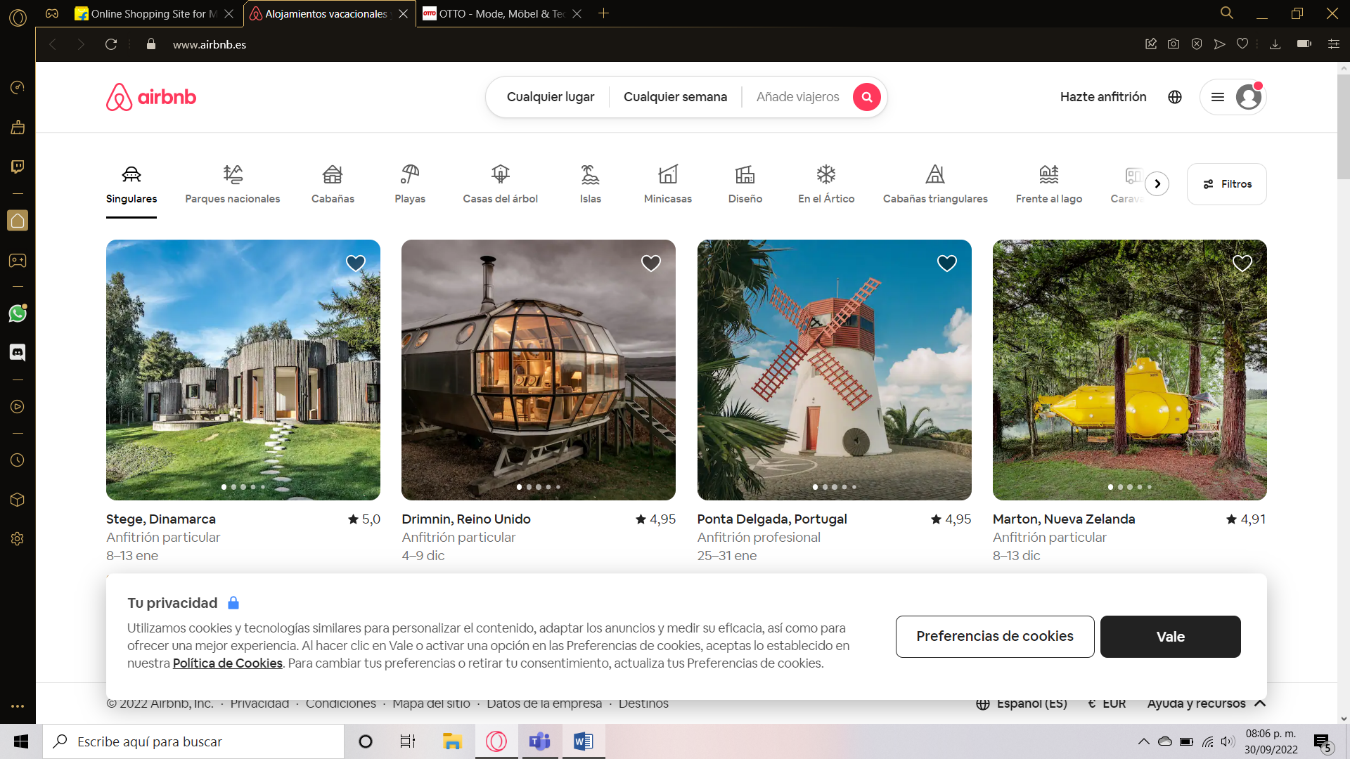 Online Shopping Site for M
Alojamientos vacacionales
OTTO - Mode, Möbel & Tec
www.airbnb.es
airbnb
Cualquier lugar
Cualquier semana
Añade viajeros
Hazte anfitrión
Singulares
Parques nacionales
Cabañas
Playas
Casas del árbol
Islas
Minicasas
Diseño
En el Ártico
Cabañas triangulares
Frente al lago
Carav
Filtros
Stege, Dinamarca
5,0
Anfitrión particular
8–13 ene
Drimnin, Reino Unido
4,95
Anfitrión particular
4–9 dic
Ponta Delgada, Portugal
4,95
Anfitrión profesional
25–31 ene
Marton, Nueva Zelanda
4,91
Anfitrión particular
8–13 dic
Tu privacidad
Utilizamos cookies y tecnologías similares para personalizar el contenido, adaptar los anuncios y medir su eficacia, así como para
ofrecer una mejor experiencia. Al hacer clic en Vale o activar una opción en las Preferencias de cookies, aceptas lo establecido en
nuestra Política de Cookies. Para cambiar tus preferencias o retirar tu consentimiento, actualiza tus Preferencias de cookies.
Preferencias de cookies
Vale
© 2022 Airbnb, Inc. · Privacidad · Condiciones · Mapa del sitio · Datos de la empresa · Destinos
Español (ES)
€ EUR
Ayuda y recursos
Escribe aquí para buscar
08:06 p. m.
30/09/2022
5